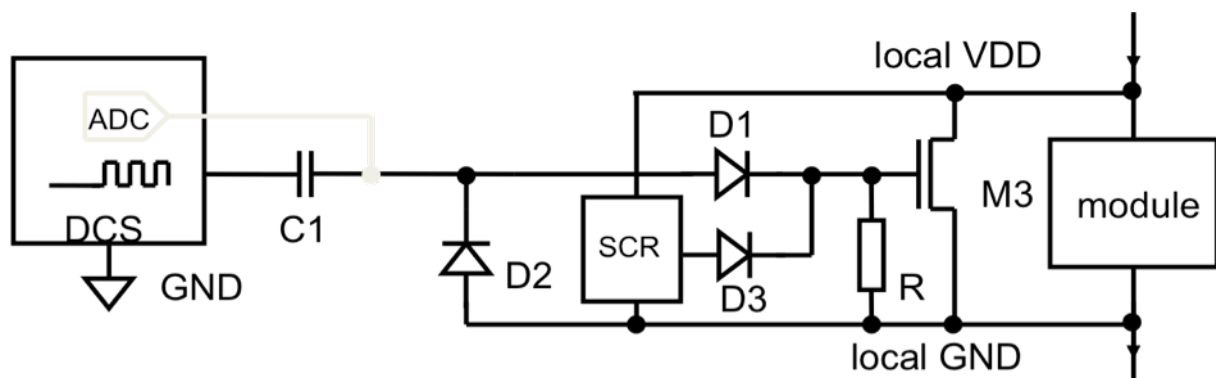 local VDD
ADC
D1
DCS
C1
GND
D2
SCR
D3
R
M3
module
local GND